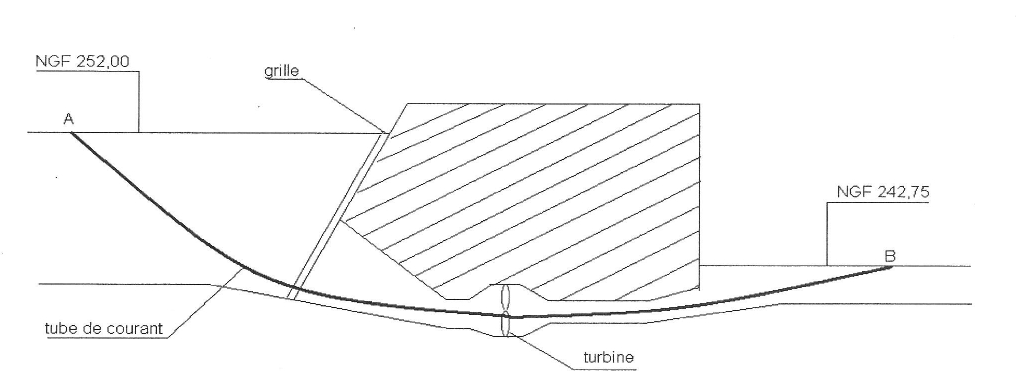 NGF 252,00
grille
A
NGF 242,75
B
tube de courant
turbine